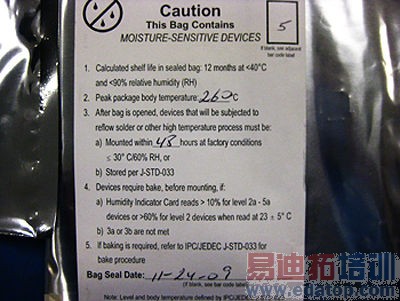 Caution
This Bag Contains
MOISTURE-SENSITIVE DEVICES
5
If blank, see adjacent
bar code label
1. Calculated shelf life in sealed bag: 12 months at <40°C
and <90% relative humidity (RH)
2. Peak package body temperature: 260°C
3. After bag is opened, devices that will be subjected to
reflow solder or other high temperature process must be:
a) Mounted within 48 hours at factory conditions
≤ 30° C/60% RH, or
b) Stored per J-STD-033
4. Devices require bake, before mounting, if:
a) Humidity Indicator Card reads > 10% for level 2a - 5a
devices or >60% for level 2 devices when read at 23 ± 5° C
b) 3a or 3b are not met
5. If baking is required, refer to IPC/JEDEC J-STD-033 for
bake procedure
Bag Seal Date: 11-24-09
(If blank, see bar code label)
Note: Level and body temperature defined by IPC/JEDEC
易迪拓培训